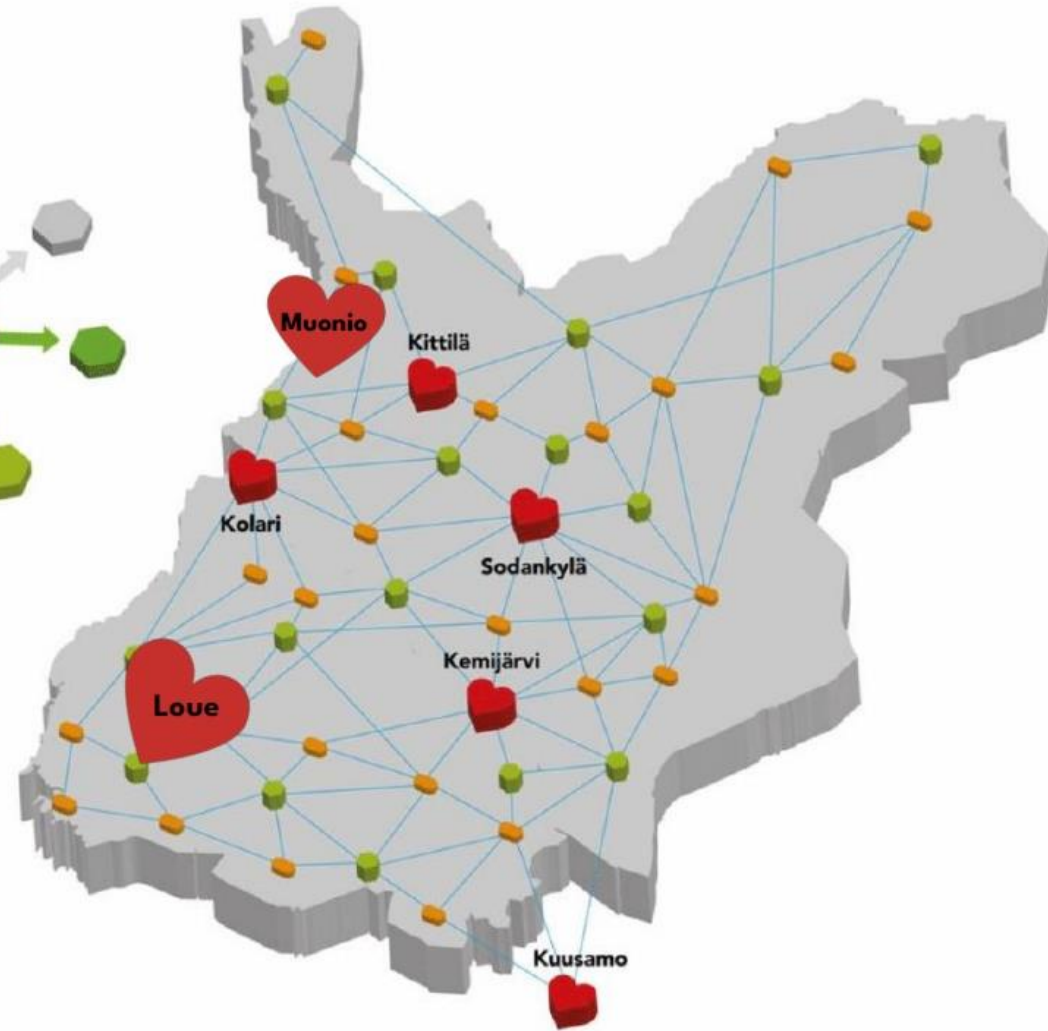 Muonio
Kittilä
Kolari
Sodankylä
Kemijärvi
Loue
Kuusamo